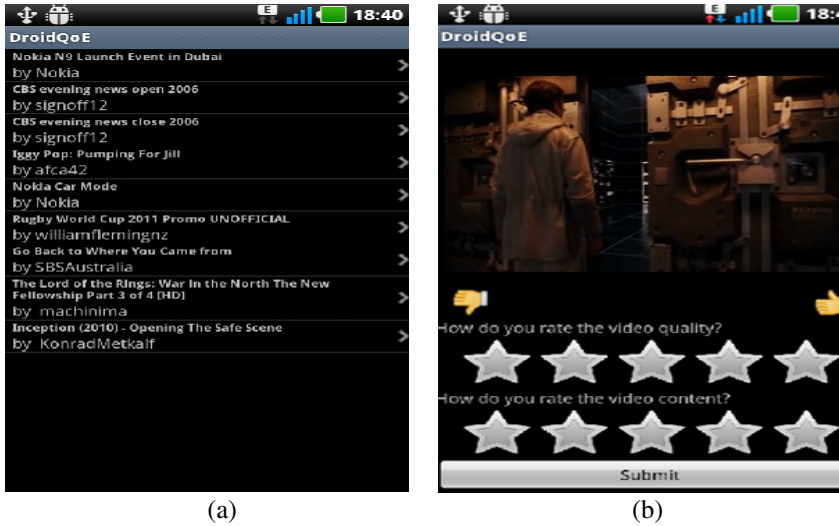 E
18:40
DroidQoE
Nokia N9 Launch Event in Dubai
by Nokia
CBS evening news open 2006
by signoff12
CBS evening news close 2006
by signoff12
Iggy Pop: Pumping For Jill
by afca42
Nokia Car Mode
by Nokia
Rugby World Cup 2011 Promo UNOFFICIAL
by williamflemingnz
Go Back to Where You Came from
by SBSAustralia
The Lord of the Rings: War in the North The New
Fellowship Part 3 of 4 [HD]
by machinima
Inception (2010) - Opening The Safe Scene
by KonradMetkalf
(a)
E
18:4
DroidQoE
How do you rate the video quality?
How do you rate the video content?
Submit
(b)